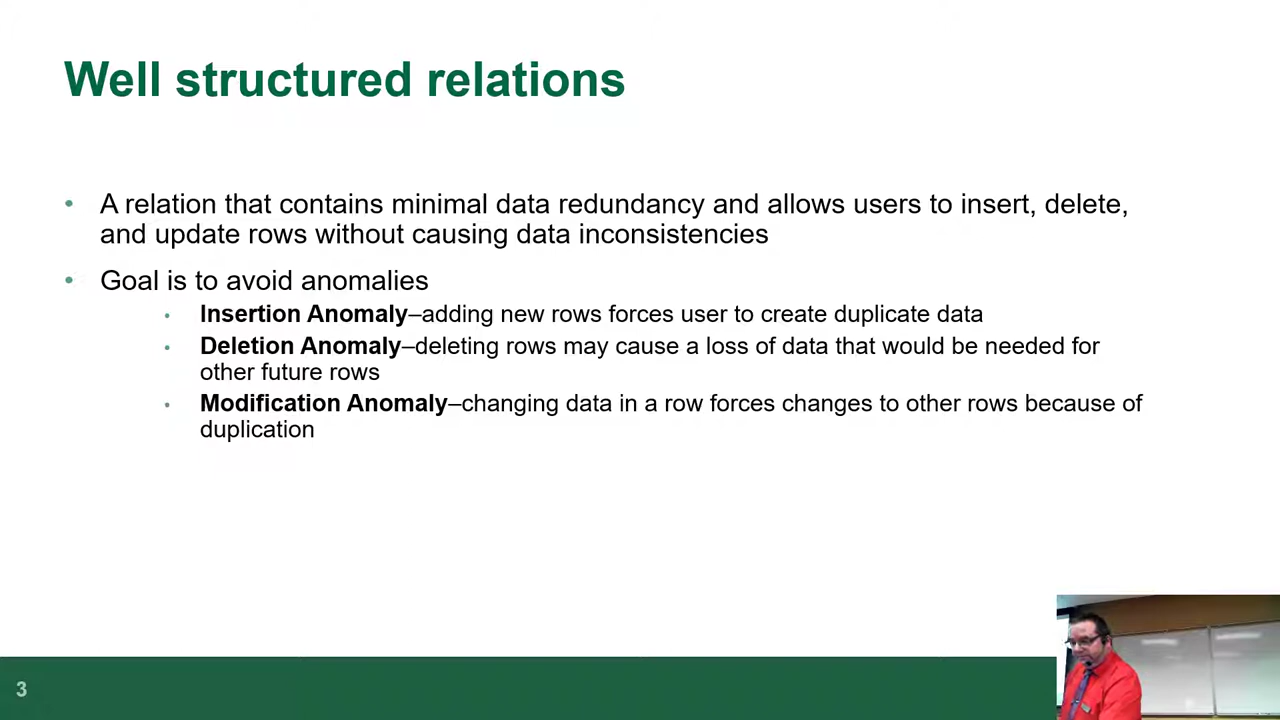 Well structured relations
• A relation that contains minimal data redundancy and allows users to insert, delete,
and update rows without causing data inconsistencies
• Goal is to avoid anomalies
• Insertion Anomaly–adding new rows forces user to create duplicate data
• Deletion Anomaly–deleting rows may cause a loss of data that would be needed for
other future rows
• Modification Anomaly–changing data in a row forces changes to other rows because of
duplication
3